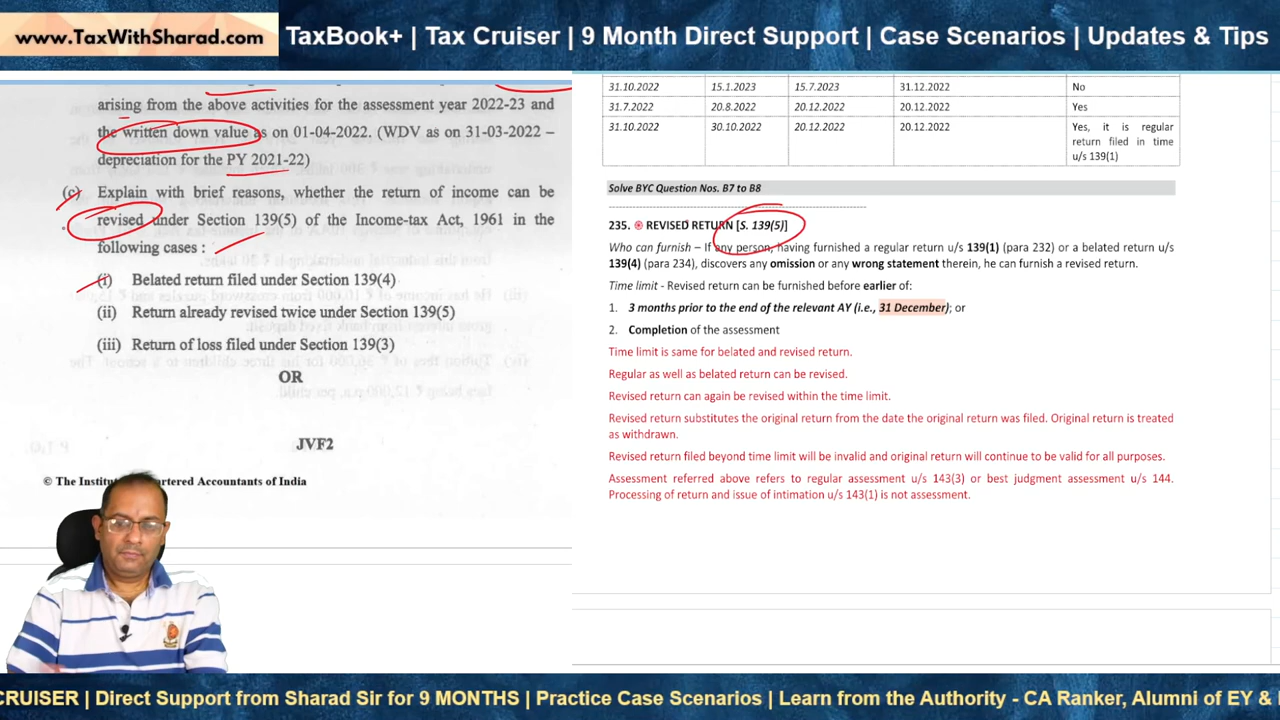 www.TaxWithSharad.com
TaxBook+ | Tax Cruiser | 9 Month Direct Support | Case Scenarios | Updates & Tips
arising from the above activities for the assessment year 2022-23 and
the written down value as on 01-04-2022. (WDV as on 31-03-2022 –
depreciation for the PY 2021-22)
(c) Explain with brief reasons, whether the return of income can be
revised under Section 139(5) of the Income-tax Act, 1961 in the
following cases :
(i) Belated return filed under Section 139(4)
(ii) Return already revised twice under Section 139(5)
(iii) Return of loss filed under Section 139(3)
OR
JVF2
P.T.O.
© The Institu rtered Accountants of India
31.10.2022 15.1.2023 15.7.2023 31.12.2022 No
31.7.2022 20.8.2022 20.12.2022 20.12.2022 Yes
31.10.2022 30.10.2022 20.12.2022 20.12.2022 Yes, it is regular
return filed in time
u/s 139(1)
Solve BYC Question Nos. B7 to B8
235. REVISED RETURN [S. 139(5)]
Who can furnish – If any person, having furnished a regular return u/s 139(1) (para 232) or a belated return u/s
139(4) (para 234), discovers any omission or any wrong statement therein, he can furnish a revised return.
Time limit - Revised return can be furnished before earlier of:
1. 3 months prior to the end of the relevant AY (i.e., 31 December); or
2. Completion of the assessment
Time limit is same for belated and revised return.
Regular as well as belated return can be revised.
Revised return can again be revised within the time limit.
Revised return substitutes the original return from the date the original return was filed. Original return is treated
as withdrawn.
Revised return filed beyond time limit will be invalid and original return will continue to be valid for all purposes.
Assessment referred above refers to regular assessment u/s 143(3) or best judgment assessment u/s 144.
Processing of return and issue of intimation u/s 143(1) is not assessment.
CRUISER | Direct Support from Sharad Sir for 9 MONTHS | Practice Case Scenarios | Learn from the Authority - CA Ranker, Alumni of EY &